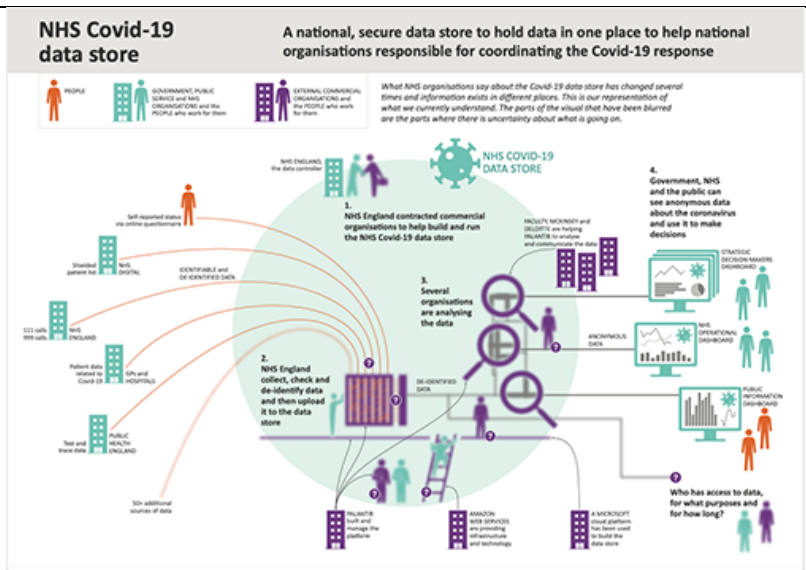 NHS Covid-19
data store
A national, secure data store to hold data in one place to help national
organisations responsible for coordinating the Covid-19 response
PEOPLE
GOVERNMENT, PUBLIC
SERVICE and NHS
ORGANISATIONS and the
PEOPLE who work for them
EXTERNAL COMMERCIAL
ORGANISATIONS and
the PEOPLE who work
for them
What NHS organisations say about the Covid-19 data store has changed several
times and information exists in different places. This is our representation of
what we currently understand. The parts of the visual that have been blurred
are the parts where there is uncertainty about what is going on.
NHS ENGLAND,
the data controller
NHS COVID-19
DATA STORE
1.
NHS England contracted commercial
organisations to help build and run
the NHS Covid-19 data store
Self-reported status
via online questionnaire
Shielded
patient list
NHS
DIGITAL
IDENTIFIABLE and
DE-IDENTIFIED DATA
111 calls
999 calls
NHS
ENGLAND
Patient data
related to
Covid-19
GPs and
HOSPITALS
Test and
trace data
PUBLIC
HEALTH
ENGLAND
50+ additional
sources of data
2.
NHS England
collect, check and
de-identify data
and then upload
it to the data
store
?
?
DE-IDENTIFIED
DATA
3.
Several
organisations
are analysing
the data
FACULTY, MCKINSEY and
DELOITTE are helping
PALANTIR to analyse
and communicate the data
?
ANONYMOUS
DATA
4.
Government, NHS
and the public can
see anonymous data
about the coronavirus
and use it to make
decisions
STRATEGIC
DECISION-MAKERS
DASHBOARD
NHS
OPERATIONAL
DASHBOARD
PUBLIC
INFORMATION
DASHBOARD
?
?
?
?
Who has access to data,
for what purposes and
for how long?
PALANTIR
built and
manage the
platform
AMAZON
WEB SERVICES
are providing
infrastructure
and technology
A MICROSOFT
cloud platform
has been used
to build the
data store